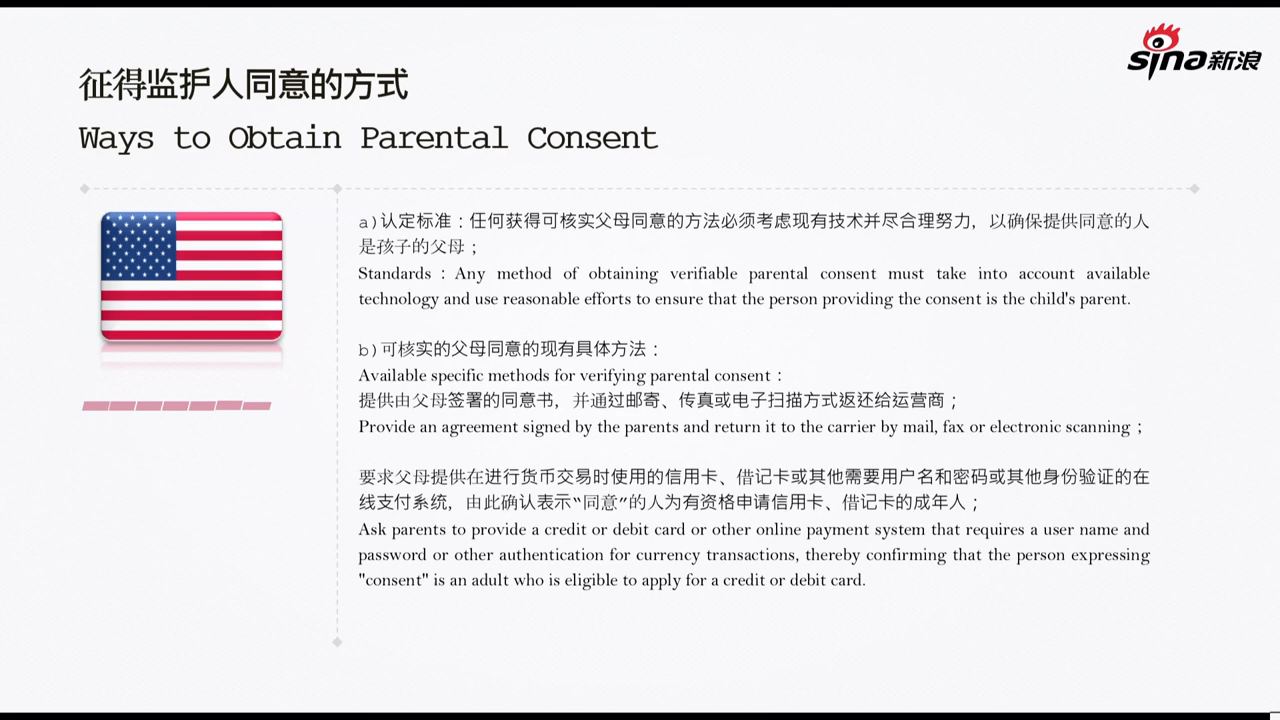 sina新浪
征得监护人同意的方式
Ways to Obtain Parental Consent
a)认定标准：任何获得可核实父母同意的方法必须考虑现有技术并尽合理努力，以确保提供同意的人
是孩子的父母；
Standards：Any method of obtaining verifiable parental consent must take into account available
technology and use reasonable efforts to ensure that the person providing the consent is the child's parent.
b)可核实的父母同意的现有具体方法：
Available specific methods for verifying parental consent：
提供由父母签署的同意书，并通过邮寄、传真或电子扫描方式返还给运营商；
Provide an agreement signed by the parents and return it to the carrier by mail, fax or electronic scanning；
要求父母提供在进行货币交易时使用的信用卡、借记卡或其他需要用户名和密码或其他身份验证的在
线支付系统，由此确认表示“同意”的人为有资格申请信用卡、借记卡的成年人；
Ask parents to provide a credit or debit card or other online payment system that requires a user name and
password or other authentication for currency transactions, thereby confirming that the person expressing
"consent" is an adult who is eligible to apply for a credit or debit card.